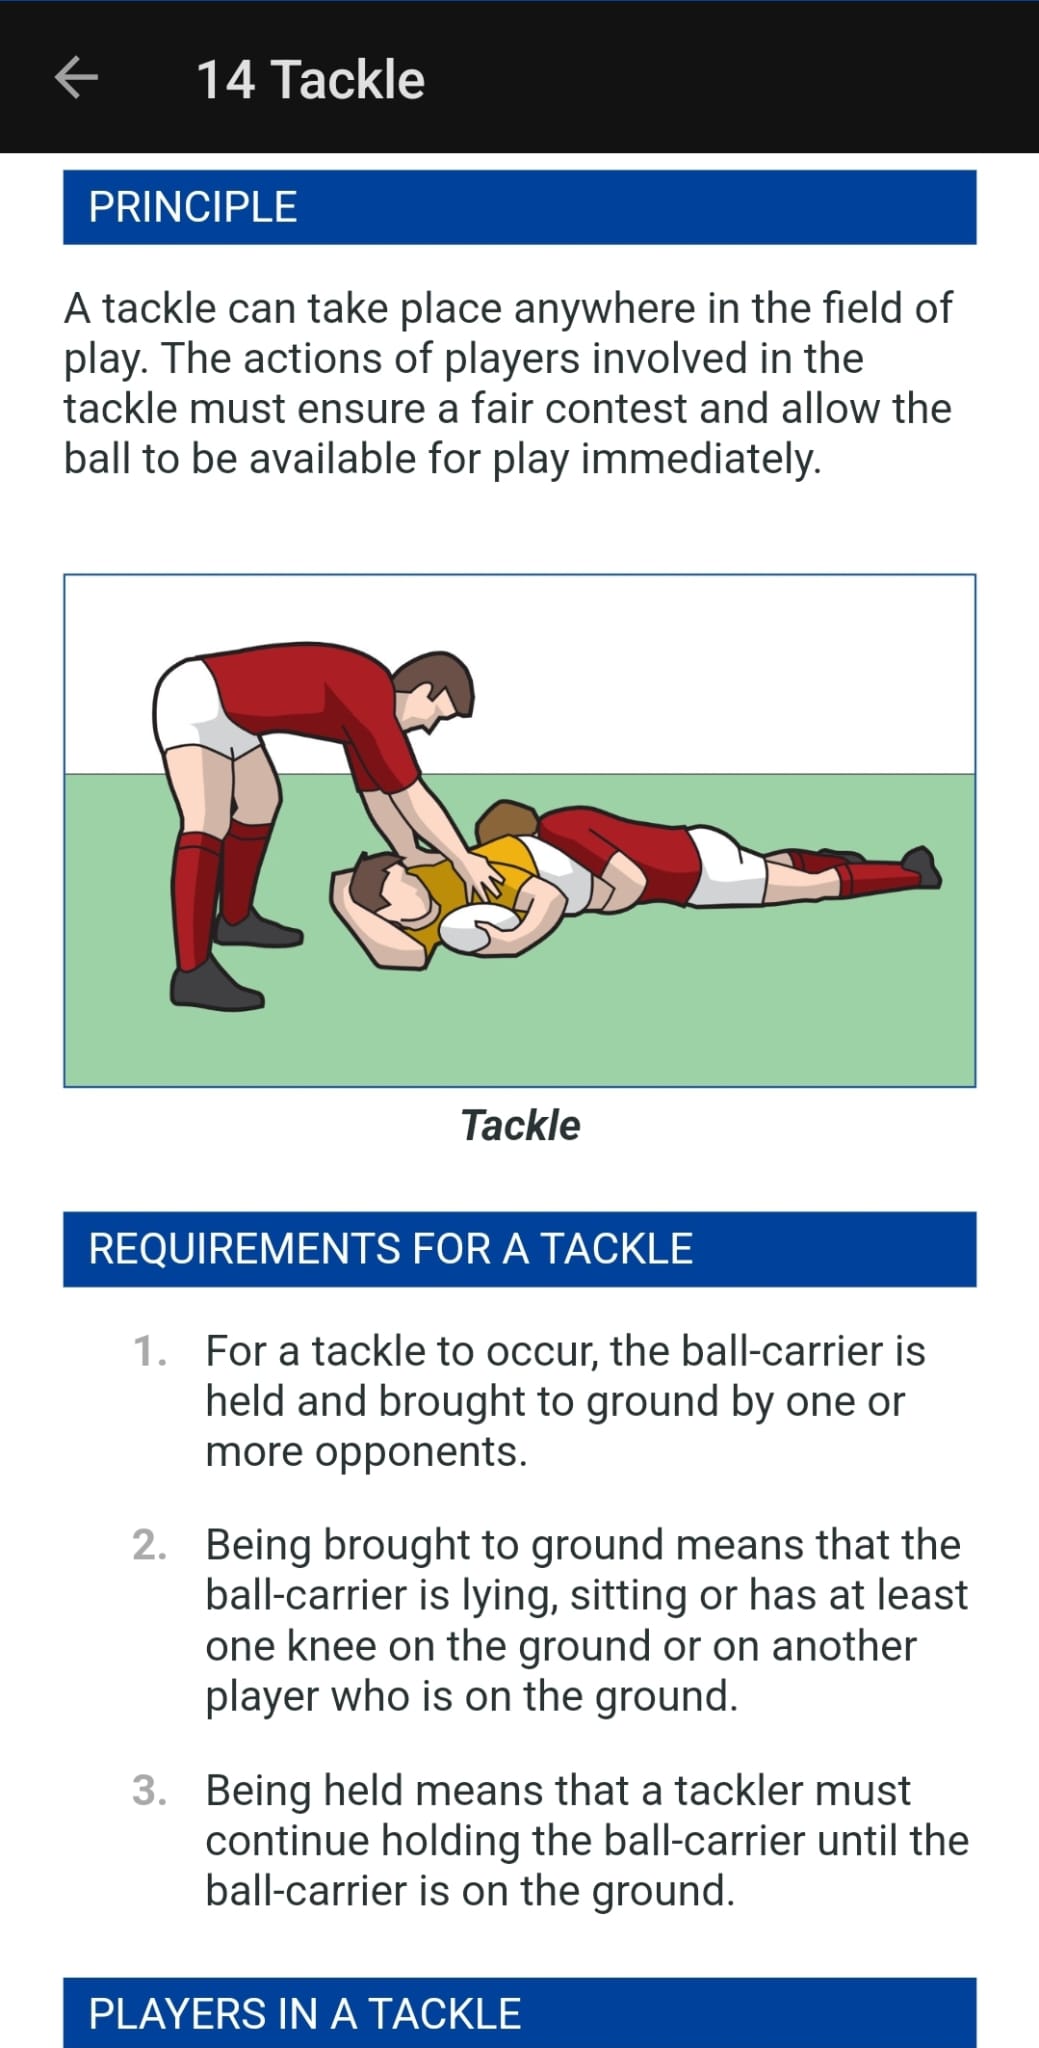 14 Tackle
PRINCIPLE
A tackle can take place anywhere in the field of
play. The actions of players involved in the
tackle must ensure a fair contest and allow the
ball to be available for play immediately.
Tackle
REQUIREMENTS FOR A TACKLE
1. For a tackle to occur, the ball-carrier is
held and brought to ground by one or
more opponents.
2. Being brought to ground means that the
ball-carrier is lying, sitting or has at least
one knee on the ground or on another
player who is on the ground.
3. Being held means that a tackler must
continue holding the ball-carrier until the
ball-carrier is on the ground.
PLAYERS IN A TACKLE